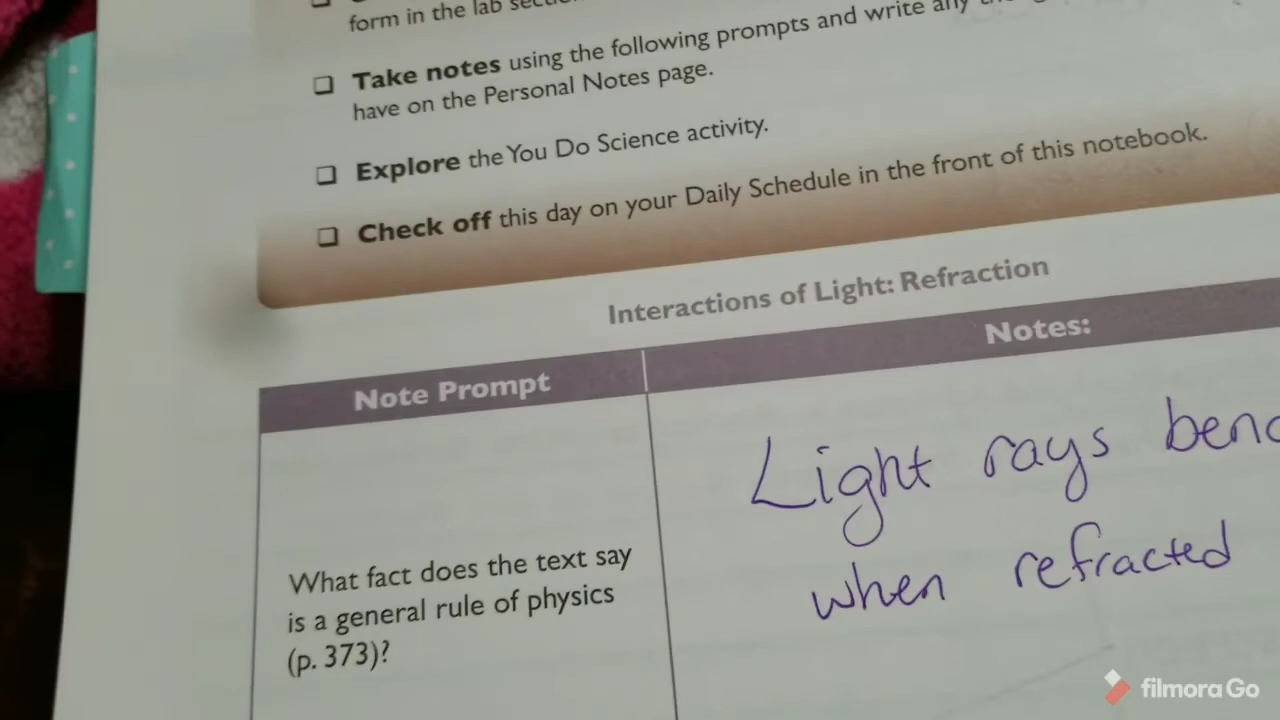 form in the lab
Take notes using the following prompts and write any
have on the Personal Notes page.
Explore the You Do Science activity.
Check off this day on your Daily Schedule in the front of this notebook.
Interactions of Light: Refraction
Note Prompt
Notes:
Light rays
when refracted
What fact does the text say
is a general rule of physics
(p. 373)?
filmora Go